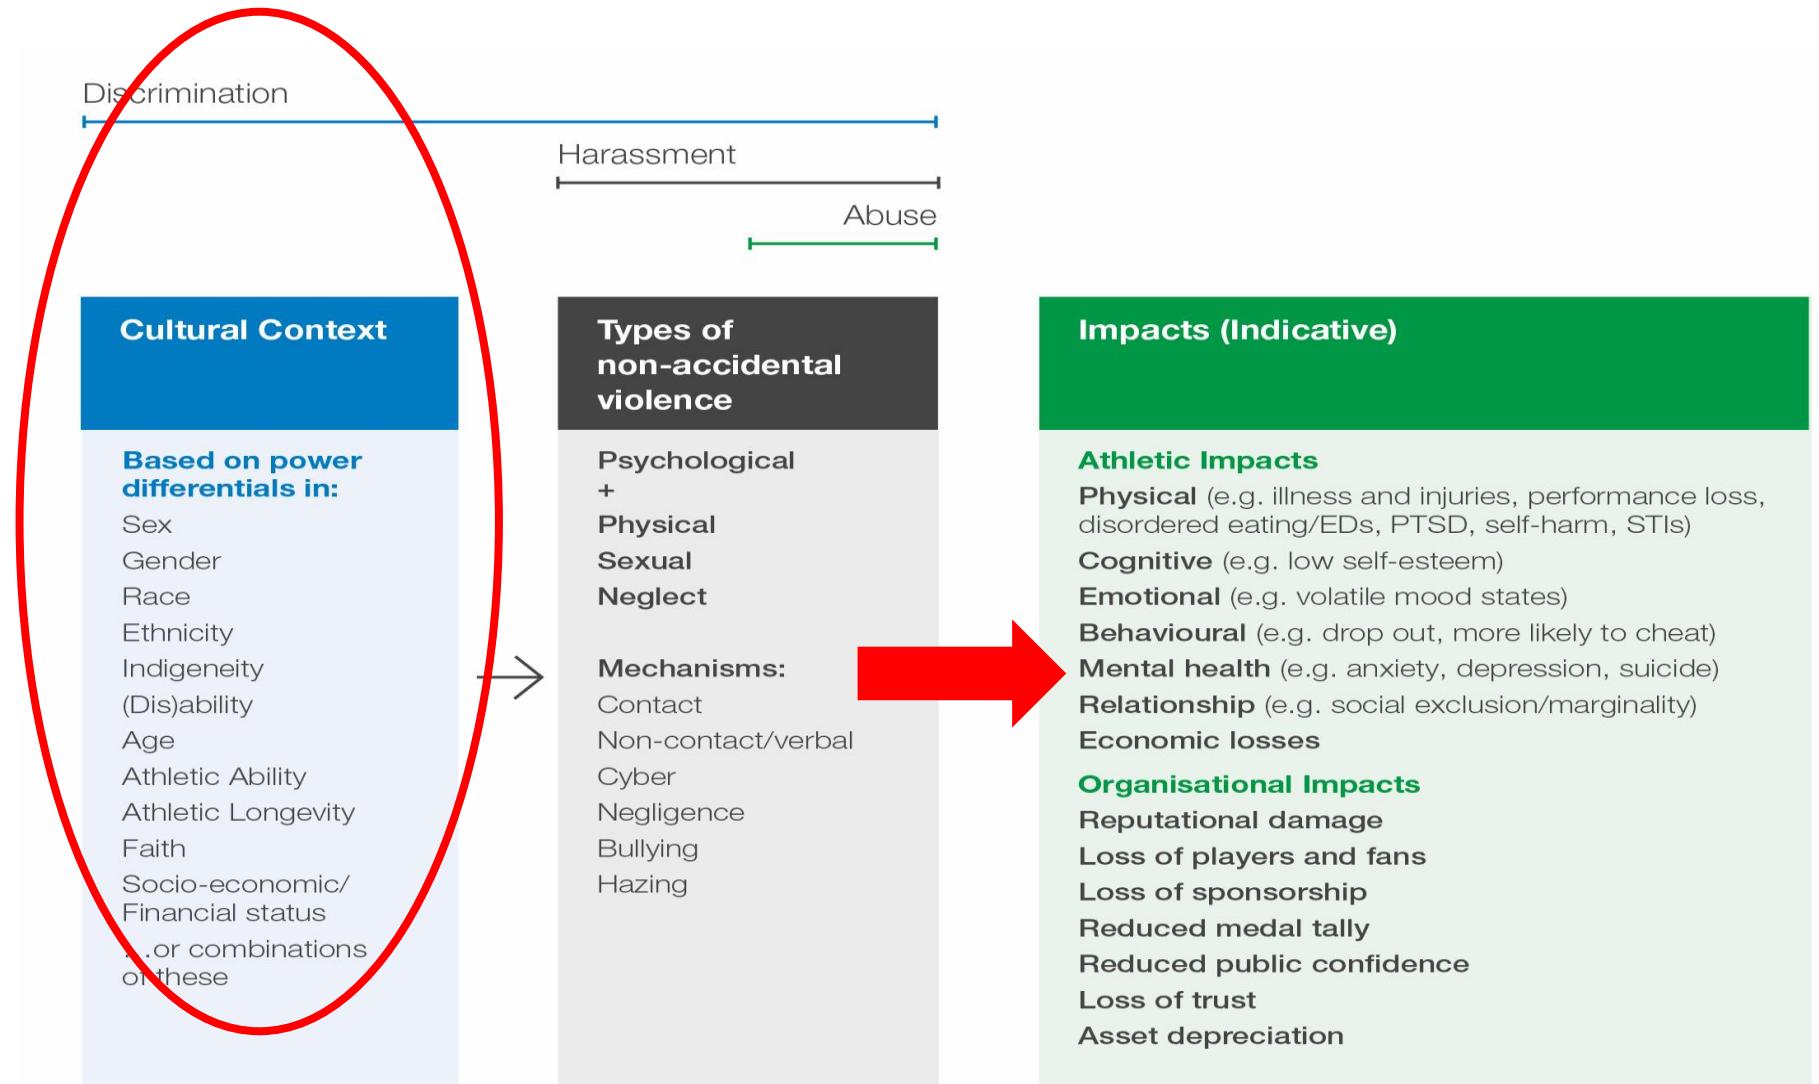 Discrimination
Harassment
Abuse
Cultural Context
Based on power
differentials in:
Sex
Gender
Race
Ethnicity
Indigeneity
(Dis)ability
Age
Athletic Ability
Athletic Longevity
Faith
Socio-economic/
Financial status
...or combinations
of these
Types of
non-accidental
violence
Psychological
+
Physical
Sexual
Neglect
Mechanisms:
Contact
Non-contact/verbal
Cyber
Negligence
Bullying
Hazing
Impacts (Indicative)
Athletic Impacts
Physical (e.g. illness and injuries, performance loss,
disordered eating/EDs, PTSD, self-harm, STIs)
Cognitive (e.g. low self-esteem)
Emotional (e.g. volatile mood states)
Behavioural (e.g. drop out, more likely to cheat)
Mental health (e.g. anxiety, depression, suicide)
Relationship (e.g. social exclusion/marginality)
Economic losses
Organisational Impacts
Reputational damage
Loss of players and fans
Loss of sponsorship
Reduced medal tally
Reduced public confidence
Loss of trust
Asset depreciation